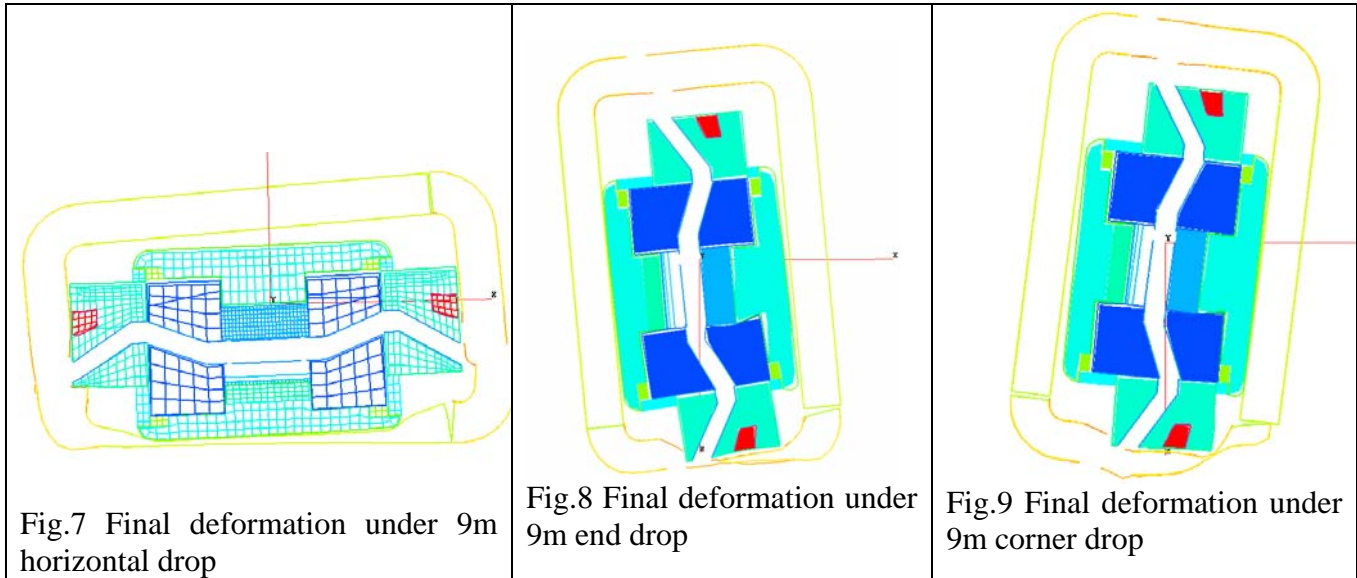 Fig.7 Final deformation under 9m
horizontal drop
Fig.8 Final deformation under
9m end drop
Fig.9 Final deformation under
9m corner drop